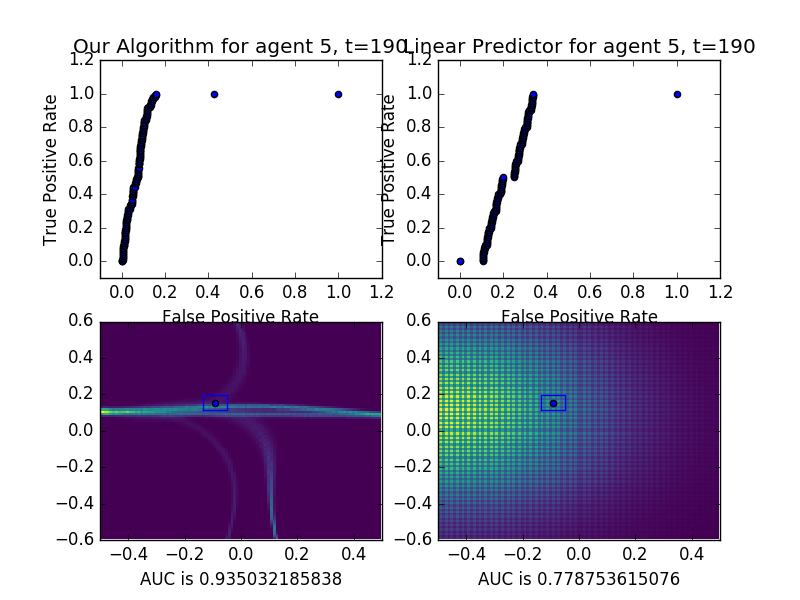 Our Algorithm for agent 5, t=190
Linear Predictor for agent 5, t=190
True Positive Rate
1.2
1.0
0.8
0.6
0.4
0.2
0.0
0.0 0.2 0.4 0.6 0.8 1.0 1.2
False Positive Rate
True Positive Rate
1.2
1.0
0.8
0.6
0.4
0.2
0.0
0.0 0.2 0.4 0.6 0.8 1.0 1.2
False Positive Rate
0.6
0.4
0.2
0.0
−0.2
−0.4
−0.6
−0.4 −0.2 0.0 0.2 0.4
AUC is 0.935032185838
0.6
0.4
0.2
0.0
−0.2
−0.4
−0.6
−0.4 −0.2 0.0 0.2 0.4
AUC is 0.778753615076